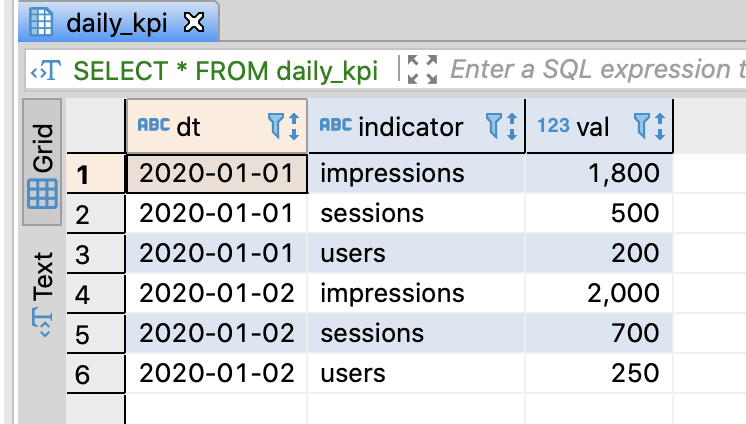 daily_kpi
SELECT * FROM daily_kpi Enter a SQL expression t
Grid
Text
ABC dt ABC indicator 123 val
1 2020-01-01 impressions 1,800
2 2020-01-01 sessions 500
3 2020-01-01 users 200
4 2020-01-02 impressions 2,000
5 2020-01-02 sessions 700
6 2020-01-02 users 250